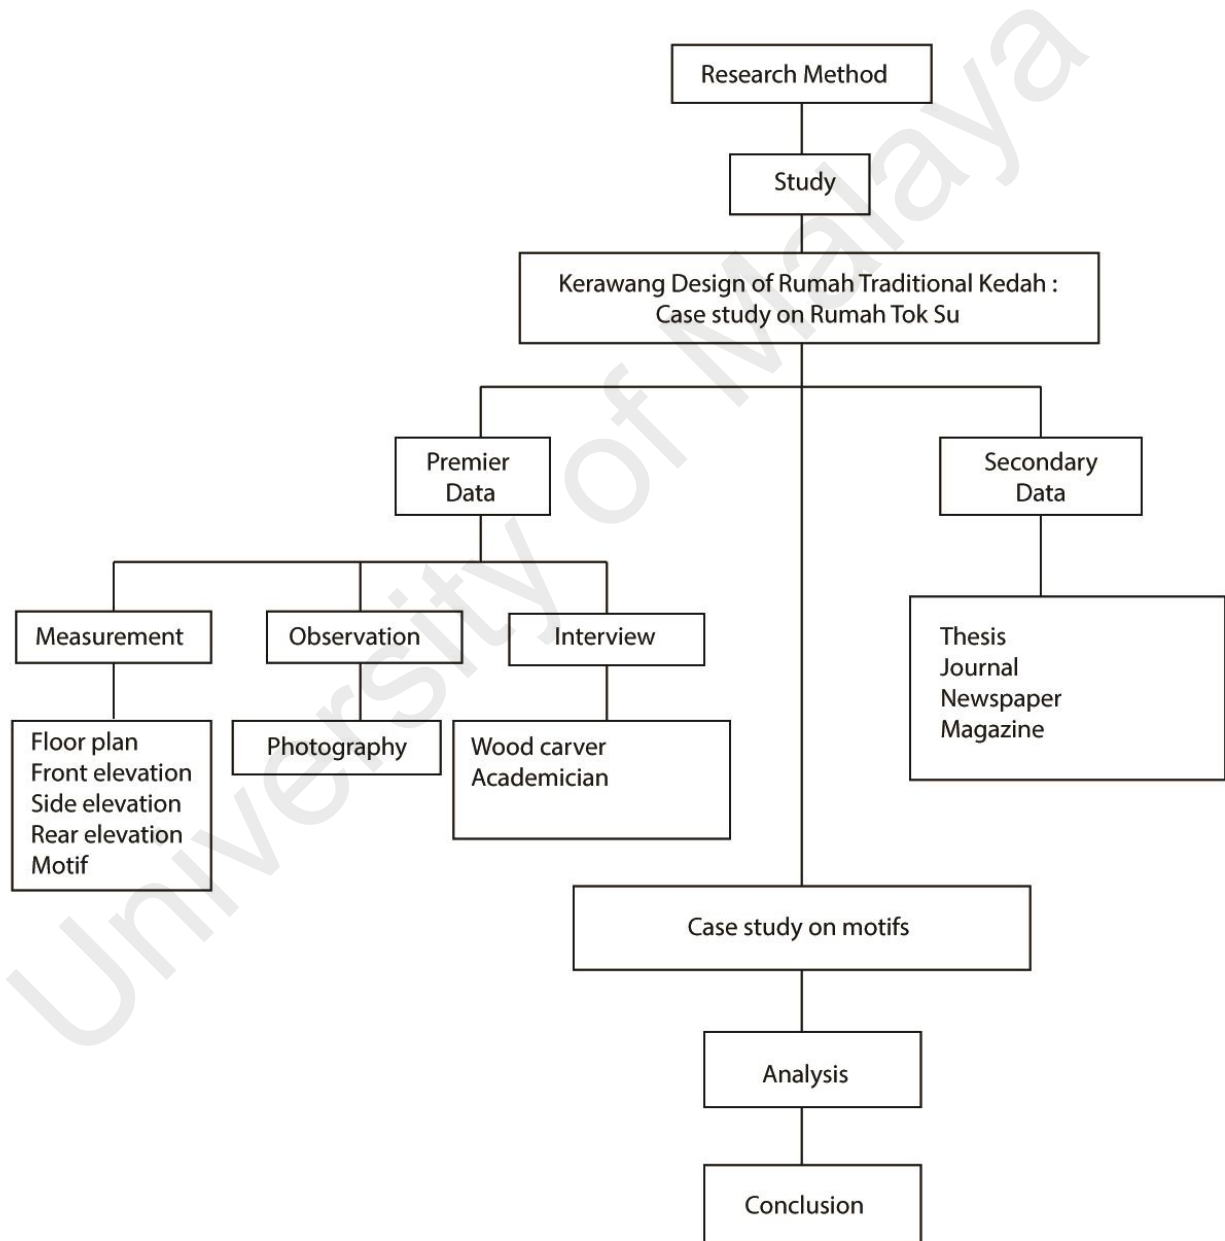 Research Method
Study
Kerawang Design of Rumah Traditional Kedah :
Case study on Rumah Tok Su
Premier
Data
Secondary
Data
Measurement
Observation
Interview
Thesis
Journal
Newspaper
Magazine
Floor plan
Front elevation
Side elevation
Rear elevation
Motif
Photography
Wood carver
Academician
Case study on motifs
Analysis
Conclusion
University of Malaya